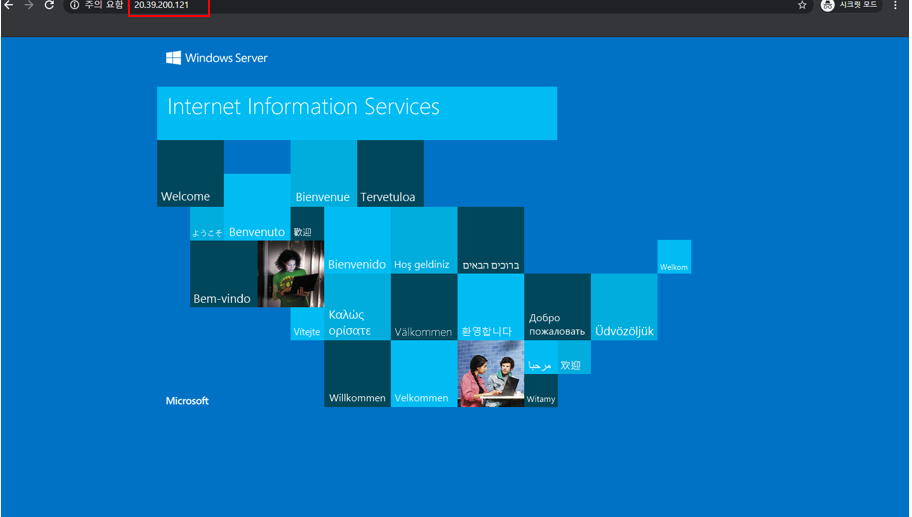 주의 요함
20.39.200.121
시크릿 모드
Windows Server
Internet Information Services
Welcome
Bienvenue
Tervetuloa
ようこそ
Benvenuto
歡迎
Bienvenido
Hoş geldiniz
ברוכים הבאים
Welkom
Bem-vindo
Vítejte
Καλώς
ορίσατε
Välkommen
환영합니다
Добро
пожаловать
Üdvözöljük
Willkommen
Velkommen
مرحبا
欢迎
Witamy
Microsoft